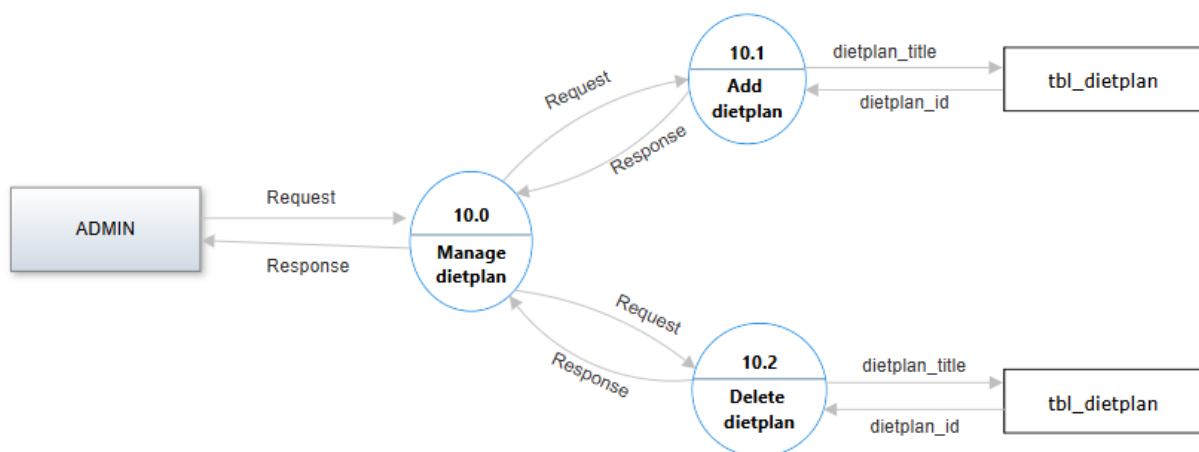 10.1
Add
dietplan
dietplan_title
dietplan_id
tbl_dietplan
Request
Response
ADMIN
Request
Response
10.0
Manage
dietplan
Request
Response
10.2
Delete
dietplan
dietplan_title
dietplan_id
tbl_dietplan